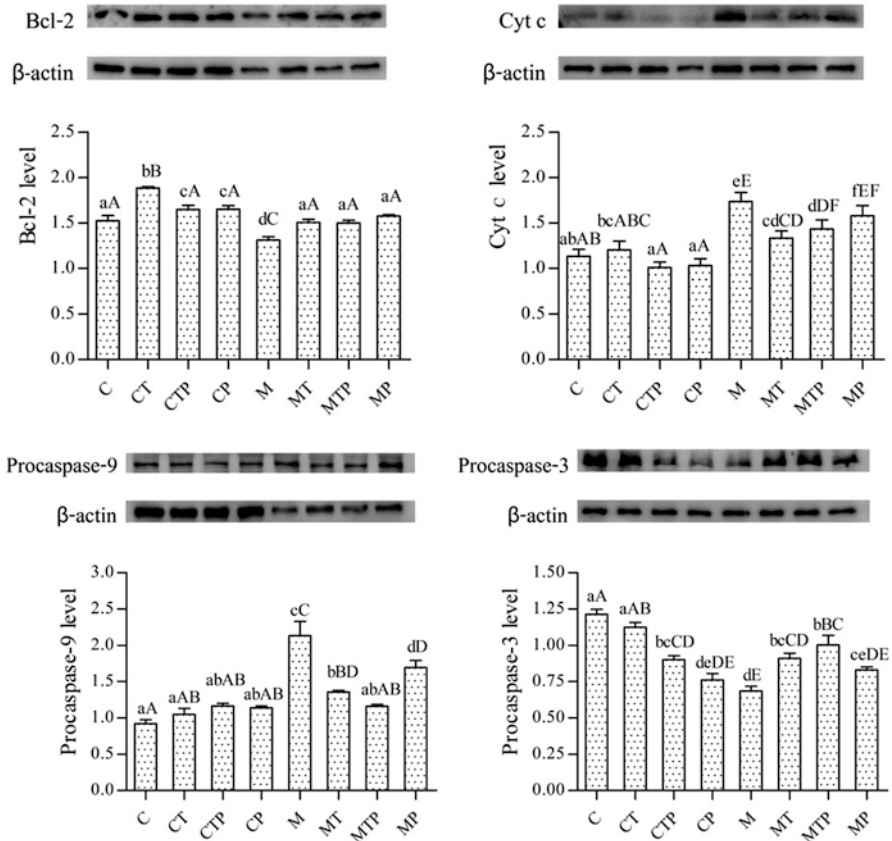 Bcl-2
β-actin
Bcl-2 level
2.5
2.0
1.5
1.0
0.5
0.0
aA bB cA cA dC aA aA aA
C CT CTP CP M MT MTP MP
Cyt c
β-actin
Cyt c level
2.5
2.0
1.5
1.0
0.5
0.0
abAB bcABC aA aA eE cdCD dDF fEF
C CT CTP CP M MT MTP MP
Procaspase-9
β-actin
Procaspase-9 level
3.0
2.5
2.0
1.5
1.0
0.5
0.0
aA aAB abAB abAB cC bBD abAB dD
C CT CTP CP M MT MTP MP
Procaspase-3
β-actin
Procaspase-3 level
1.50
1.25
1.00
0.75
0.50
0.25
0.00
aA aAB bcCD deDE dE bcCD bBC ceDE
C CT CTP CP M MT MTP MP